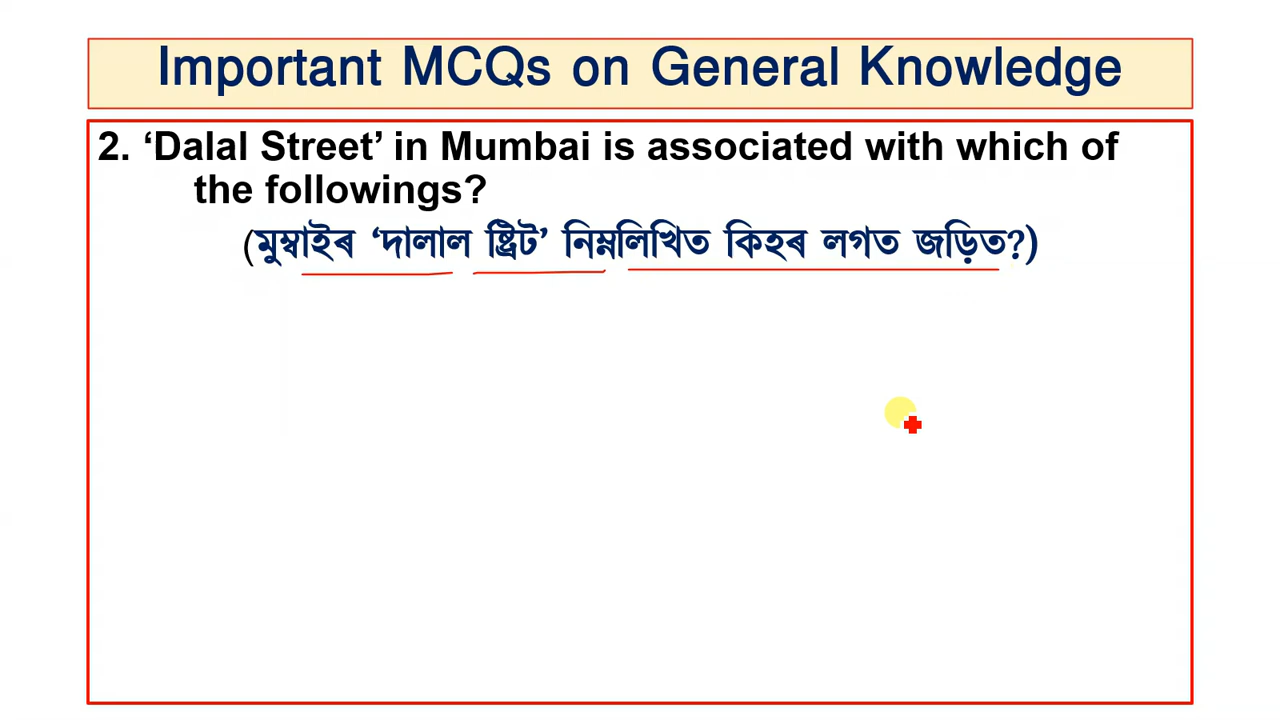 Important MCQs on General Knowledge
2. ‘Dalal Street’ in Mumbai is associated with which of
the followings?
(মুম্বাইৰ ‘দালাল ষ্ট্ৰিট’ নিম্নলিখিত কিহৰ লগত জড়িত?)